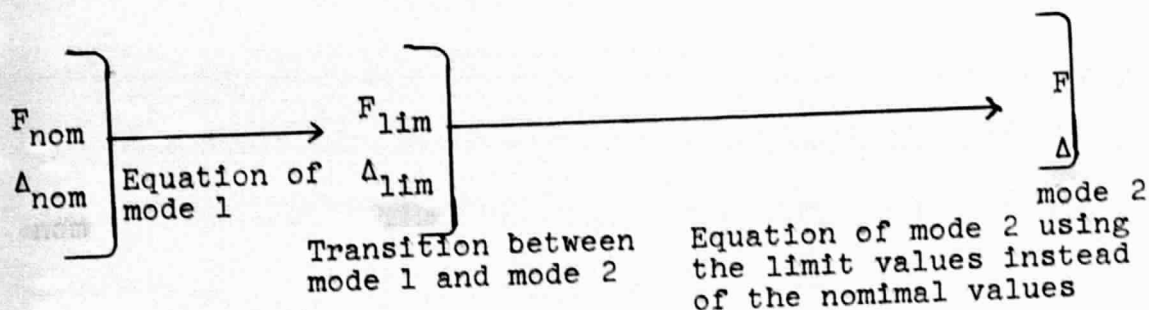 F_nom
Δ_nom
Equation of
mode 1
F_lim
Δ_lim
Transition between
mode 1 and mode 2
F
Δ
mode 2
Equation of mode 2 using
the limit values instead
of the nomimal values